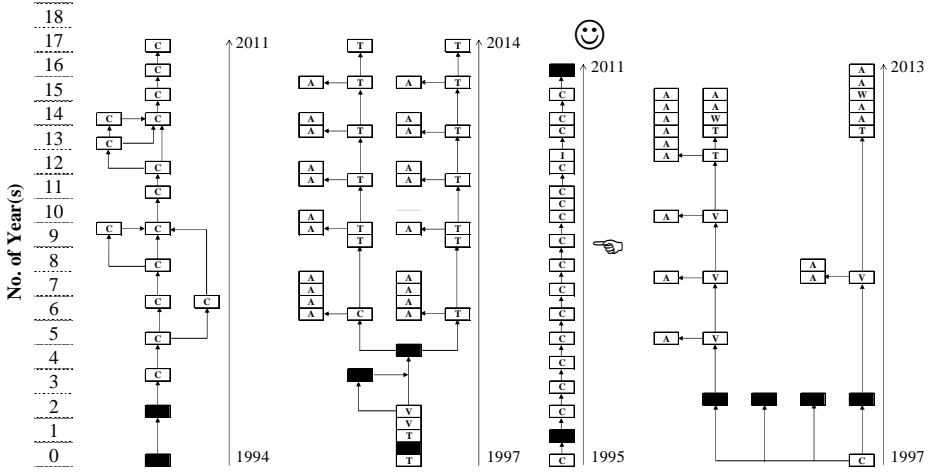 No. of Year(s)
18
17
16
15
14
13
12
11
10
9
8
7
6
5
4
3
2
1
0
2011
C
C
C
C C
C
C
C
C C
C
C C
C
C
1994
2014
T T
A T A T
A A
A T A T
A A
A T A T
A
A T A T
T T
A A
A A
A A
A C A T
V
V
T
T
1997
2011
C
C
C
I
C
C
C
C
C
C
C
C
C
C
C
C
C
1995
2013
A
A
A A W
A A A
A W A
A T T
A
A T
A V
A
A V A V
A V
C
1997